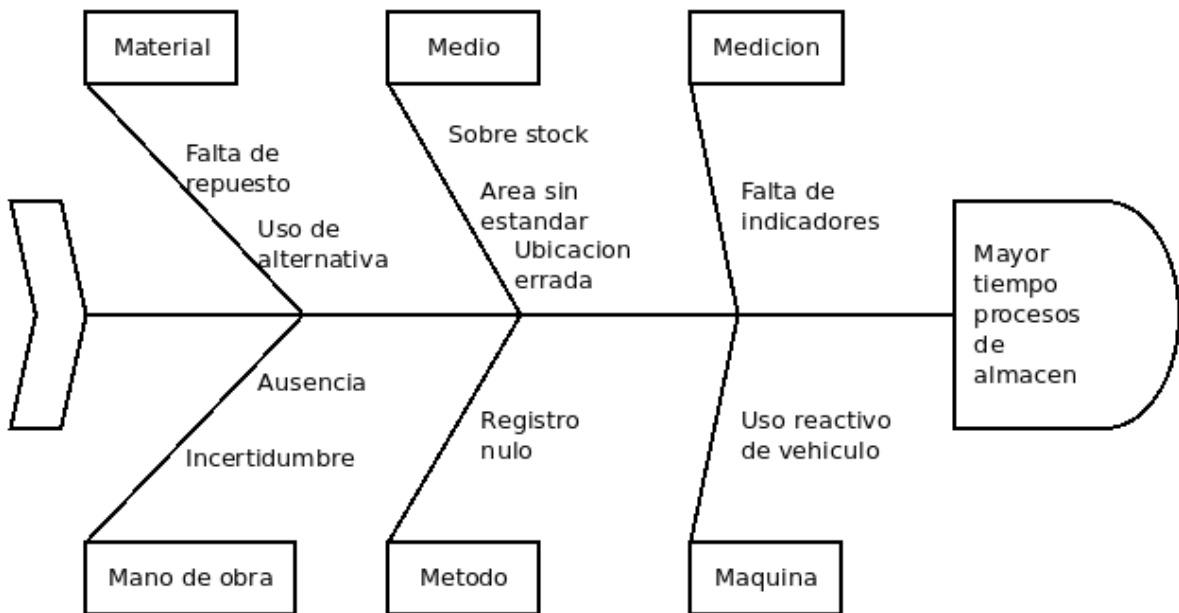 Material
Medio
Medicion
Falta de
repuesto
Uso de
alternativa
Sobre stock
Area sin
estandar
Ubicacion
errada
Falta de
indicadores
Mayor
tiempo
procesos
de
almacen
Ausencia
Incertidumbre
Registro
nulo
Uso reactivo
de vehiculo
Mano de obra
Metodo
Maquina